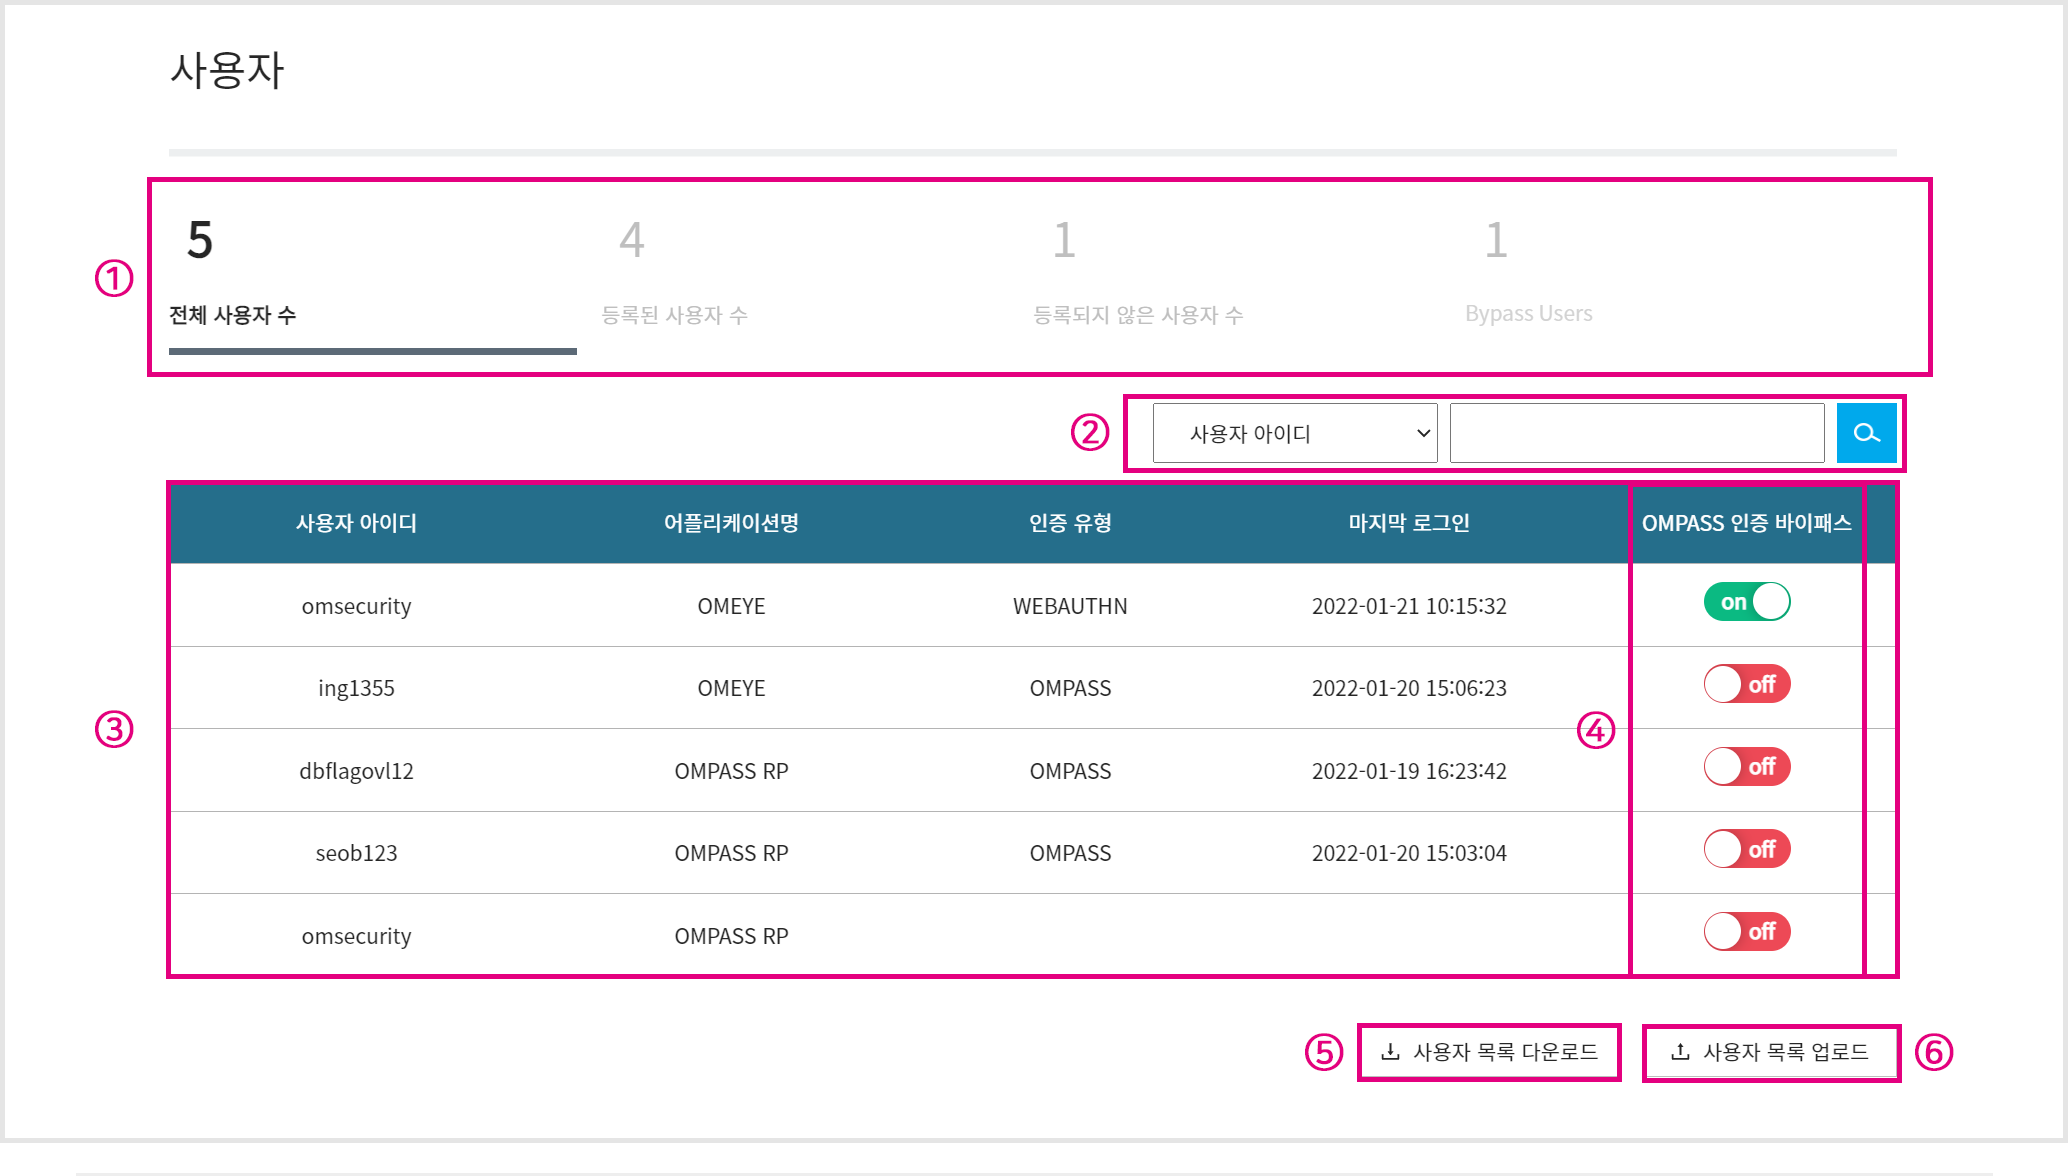 사용자
①
5 4 1 1
전체 사용자 수 등록된 사용자 수 등록되지 않은 사용자 수 Bypass Users
② 사용자 아이디
사용자 아이디 어플리케이션명 인증 유형 마지막 로그인 OMPASS 인증 바이패스
omsecurity OMEYE WEBAUTHN 2022-01-21 10:15:32 on
ing1355 OMEYE OMPASS 2022-01-20 15:06:23 off
③ ④
dbflagovl12 OMPASS RP OMPASS 2022-01-19 16:23:42 off
seob123 OMPASS RP OMPASS 2022-01-20 15:03:04 off
omsecurity OMPASS RP off
⑤ 사용자 목록 다운로드 사용자 목록 업로드 ⑥